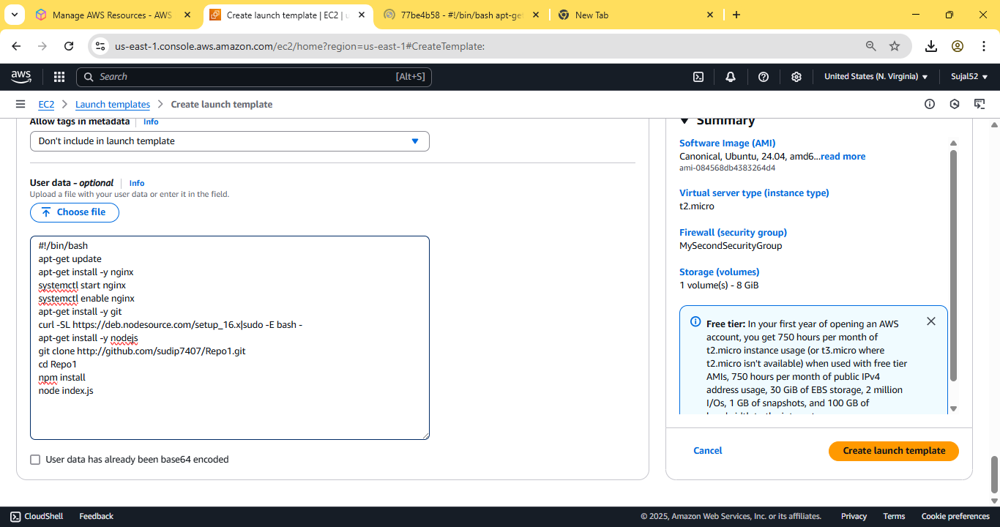 Manage AWS Resources - AWS
Create launch template | EC2 | u
77be4b58 - #!/bin/bash apt-get
New Tab
us-east-1.console.aws.amazon.com/ec2/home?region=us-east-1#CreateTemplate:
aws
Search
[Alt+S]
United States (N. Virginia)
Sujal52
EC2
Launch templates
Create launch template
Allow tags in metadata
Info
Don't include in launch template
User data - optional
Info
Upload a file with your user data or enter it in the field.
Choose file
#!/bin/bash
apt-get update
apt-get install -y nginx
systemctl start nginx
systemctl enable nginx
apt-get install -y git
curl -SL https://deb.nodesource.com/setup_16.x|sudo -E bash -
apt-get install -y nodejs
git clone http://github.com/sudip7407/Repo1.git
cd Repo1
npm install
node index.js
User data has already been base64 encoded
Summary
Software Image (AMI)
Canonical, Ubuntu, 24.04, amd6...read more
ami-084568db4383264d4
Virtual server type (instance type)
t2.micro
Firewall (security group)
MySecondSecurityGroup
Storage (volumes)
1 volume(s) - 8 GiB
Free tier: In your first year of opening an AWS
account, you get 750 hours per month of
t2.micro instance usage (or t3.micro where
t2.micro isn't available) when used with free tier
AMIs, 750 hours per month of public IPv4
address usage, 30 GiB of EBS storage, 2 million
I/Os, 1 GB of snapshots, and 100 GB of
Cancel
Create launch template
CloudShell
Feedback
© 2025, Amazon Web Services, Inc. or its affiliates.
Privacy
Terms
Cookie preferences